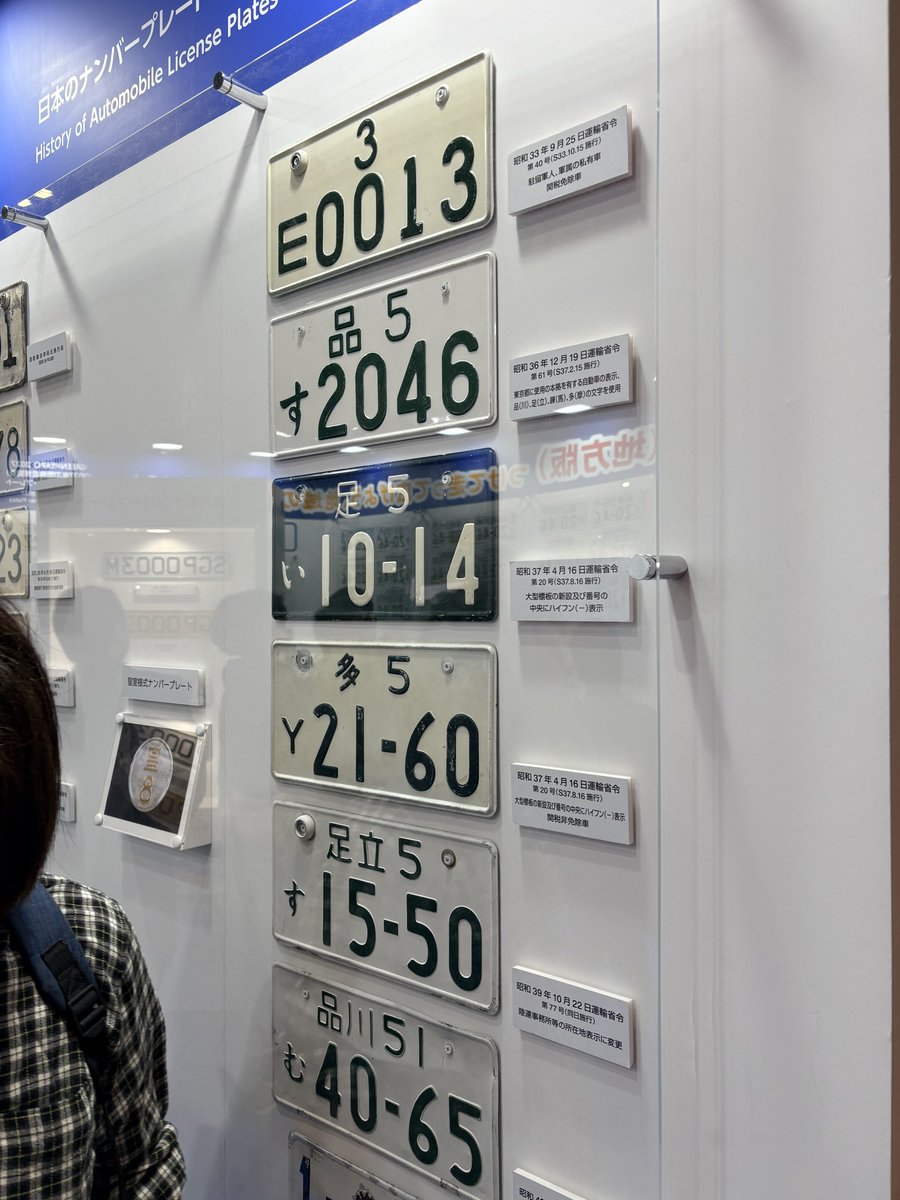 日本のナンバープレート
History of Automobile License Plates
3
E0013
昭和33年9月25日運輸省令
第40号(S33.10.15施行)
駐留軍人、軍属の私有車
関税免除車
品5
す2046
昭和36年12月19日運輸省令
第61号(S37.2.15施行)
東京都に使用の本拠を有する自動車の表示、
品(川)、足(立)、練(馬)、多(摩)の文字を使用
足5
い10-14
昭和37年4月16日運輸省令
第20号(S37.8.16施行)
大型標板の新設及び番号の
中央にハイフン(-)表示
多5
Y21-60
昭和37年4月16日運輸省令
第20号(S37.8.16施行)
大型標板の新設及び番号の中央にハイフン(-)表示
関税非免除車
足立5
す15-50
昭和39年10月22日運輸省令
第77号(同日施行)
陸運事務所等の所在地表示に変更
品川51
む40-65
皇室様式ナンバープレート
1
78
23
SCP0003M
(地方版)